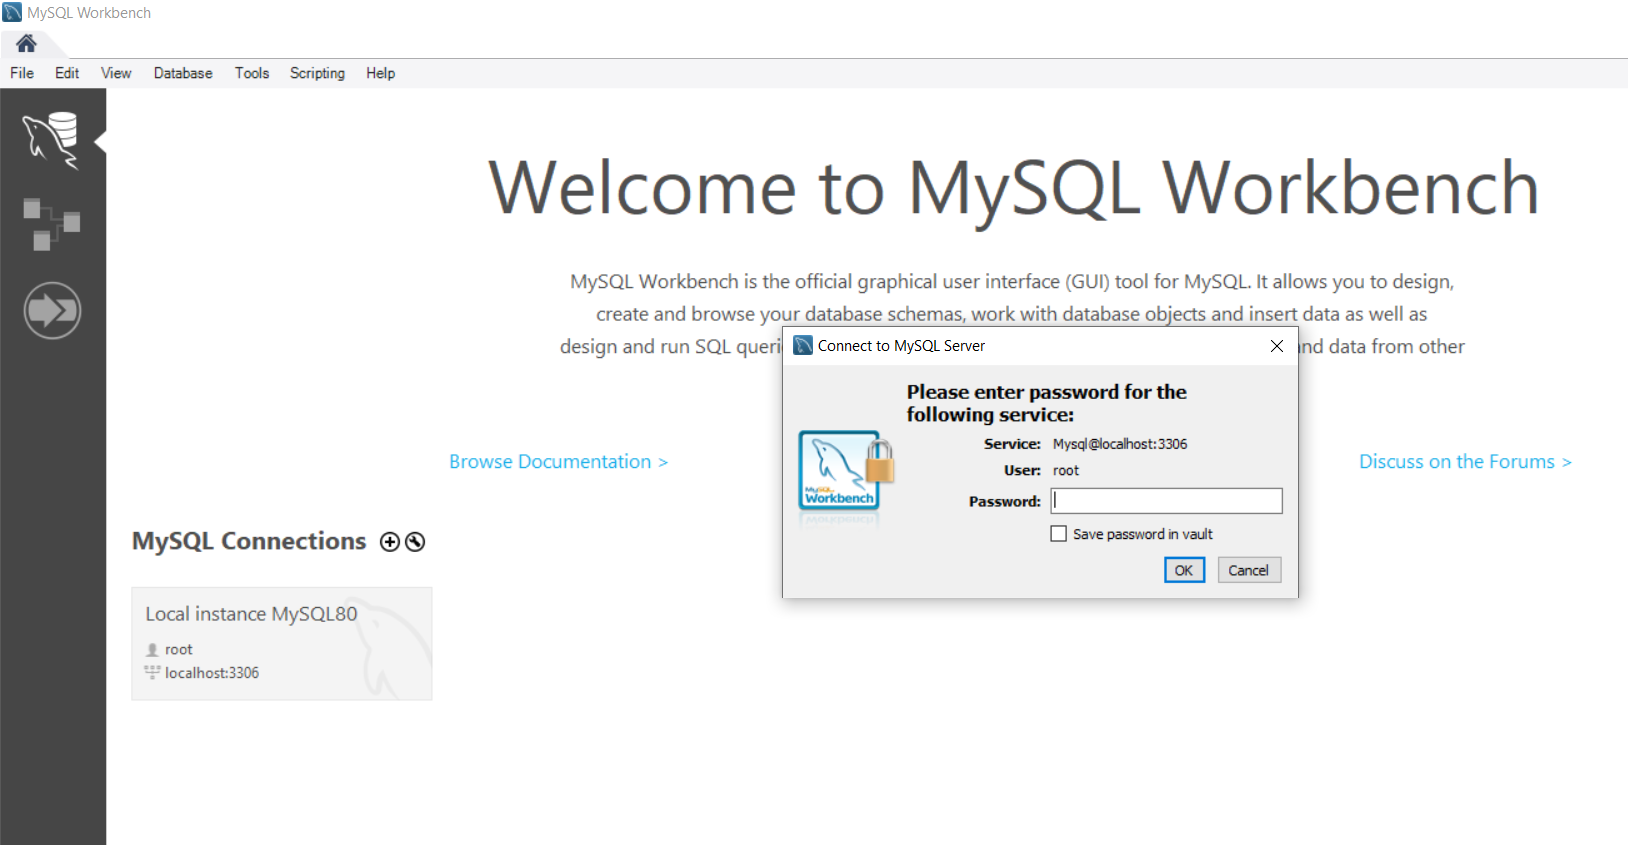 MySQL Workbench
File Edit View Database Tools Scripting Help
Welcome to MySQL Workbench
MySQL Workbench is the official graphical user interface (GUI) tool for MySQL. It allows you to design,
create and browse your database schemas, work with database objects and insert data as well as
design and run SQL and data from other
Browse Documentation >
Discuss on the Forums >
Connect to MySQL Server
Please enter password for the
following service:
Service: Mysql@localhost:3306
User: root
Password:
Save password in vault
OK Cancel
MySQL Workbench
MySQL Connections
Local instance MySQL80
root
localhost:3306